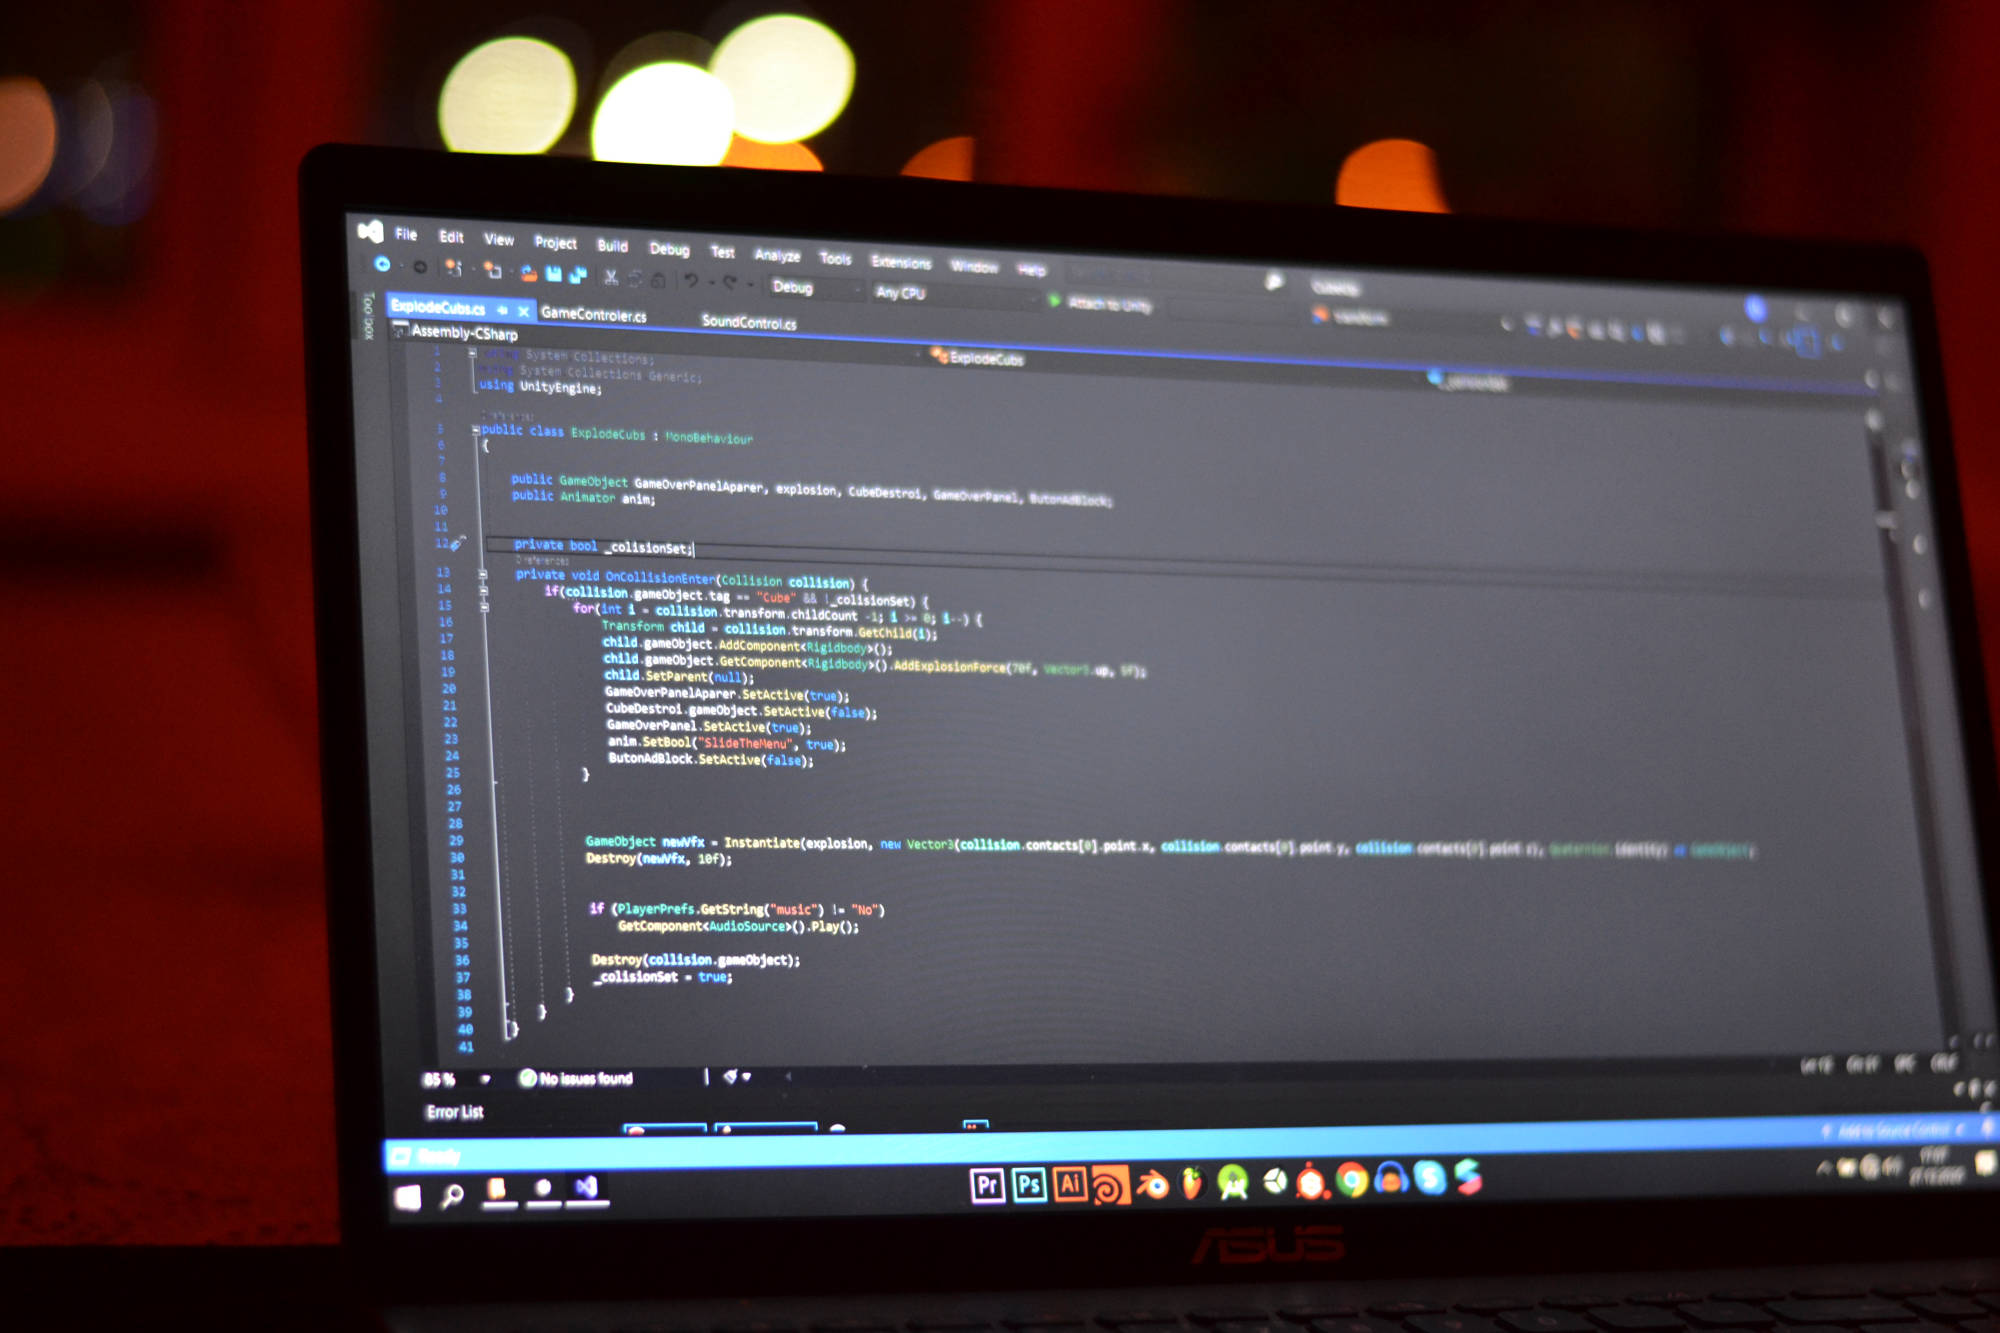 File Edit View Project Build Debug Test Analyze Tools Extensions Window Help
Debug Any CPU Attach to Unity
Toolbox
ExplodeCubs.cs GameControler.cs SoundControl.cs
Assembly-CSharp ExplodeCubs
1 using System.Collections;
2 using System.Collections.Generic;
3 using UnityEngine;
4
5 public class ExplodeCubs : MonoBehaviour
6 {
7
8 public GameObject GameOverPanelAparer, explosion, CubeDestroi, GameOverPanel, ButonAdBlock;
9 public Animator anim;
10
11
12 private bool _colisionSet;
0 references
13 private void OnCollisionEnter(Collision collision) {
14 if(collision.gameObject.tag == "Cube" && !_colisionSet) {
15 for(int i = collision.transform.childCount -1; i >= 0; i--) {
16 Transform child = collision.transform.GetChild(i);
17 child.gameObject.AddComponent<Rigidbody>();
18 child.gameObject.GetComponent<Rigidbody>().AddExplosionForce(70f, Vector3.up, 5f);
19 child.SetParent(null);
20 GameOverPanelAparer.SetActive(true);
21 CubeDestroi.gameObject.SetActive(false);
22 GameOverPanel.SetActive(true);
23 anim.SetBool("SlideTheMenu", true);
24 ButonAdBlock.SetActive(false);
25 }
26
27
28
29 GameObject newVfx = Instantiate(explosion, new Vector3(collision.contacts[0].point.x, collision.contacts[0].point.y, collision.contacts[0].point.z), Quaternion.identity) as GameObject;
30 Destroy(newVfx, 10f);
31
32
33 if (PlayerPrefs.GetString("music") != "No")
34 GetComponent<AudioSource>().Play();
35
36 Destroy(collision.gameObject);
37 _colisionSet = true;
38 }
39 }
40 }
41
85 % No issues found
Error List
Ready Add to Source Control
Pr Ps Ai
ASUS